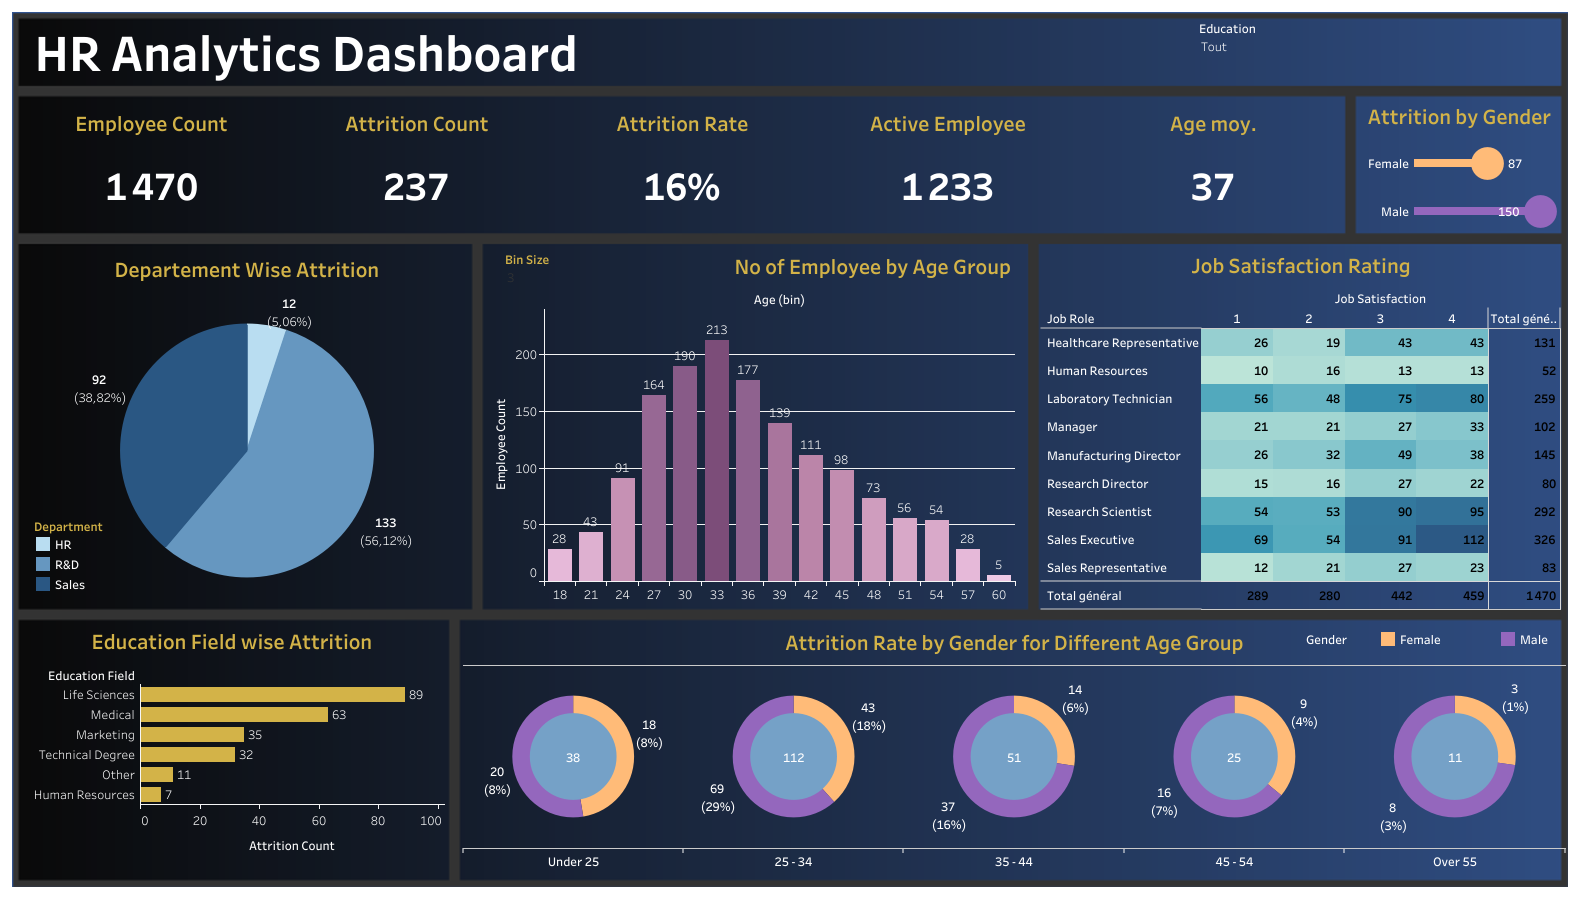 HR Analytics Dashboard
Education
Tout
Employee Count
Attrition Count
Attrition Rate
Active Employee
Age moy.
1 470
237
16%
1 233
37
Attrition by Gender
Female 87
Male 150
Departement Wise Attrition
12
(5,06%)
92
(38,82%)
133
(56,12%)
Department
HR
R&D
Sales
Bin Size
3
No of Employee by Age Group
Age (bin)
Employee Count
200
150
100
50
0
28 43 91 164 190 213 177 139 111 98 73 56 54 28 5
18 21 24 27 30 33 36 39 42 45 48 51 54 57 60
Job Satisfaction Rating
Job Satisfaction
Job Role 1 2 3 4 Total géné..
Healthcare Representative 26 19 43 43 131
Human Resources 10 16 13 13 52
Laboratory Technician 56 48 75 80 259
Manager 21 21 27 33 102
Manufacturing Director 26 32 49 38 145
Research Director 15 16 27 22 80
Research Scientist 54 53 90 95 292
Sales Executive 69 54 91 112 326
Sales Representative 12 21 27 23 83
Total général 289 280 442 459 1 470
Education Field wise Attrition
Education Field
Life Sciences 89
Medical 63
Marketing 35
Technical Degree 32
Other 11
Human Resources 7
0 20 40 60 80 100
Attrition Count
Attrition Rate by Gender for Different Age Group
Gender Female Male
18
(8%)
38
20
(8%)
Under 25
43
(18%)
112
69
(29%)
25 - 34
14
(6%)
51
37
(16%)
35 - 44
9
(4%)
25
16
(7%)
45 - 54
3
(1%)
11
8
(3%)
Over 55